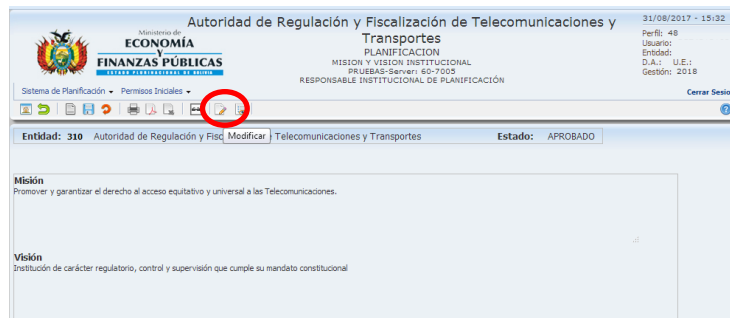 Autoridad de Regulación y Fiscalización de Telecomunicaciones y
Transportes
PLANIFICACION
MISION Y VISION INSTITUCIONAL
PRUEBAS-Server: 60-7005
RESPONSABLE INSTITUCIONAL DE PLANIFICACIÓN
Ministerio de
ECONOMÍA
Y
FINANZAS PÚBLICAS
ESTADO PLURINACIONAL DE BOLIVIA
31/08/2017 - 15:32
Perfil: 48
Usuario:
Entidad:
D.A.: U.E.:
Gestión: 2018
Sistema de Planificación Permisos Iniciales
Cerrar Sesio
Entidad: 310 Autoridad de Regulación y Fisc Modificar Telecomunicaciones y Transportes Estado: APROBADO
Misión
Promover y garantizar el derecho al acceso equitativo y universal a las Telecomunicaciones.
Visión
Institución de carácter regulatorio, control y supervisión que cumple su mandato constitucional